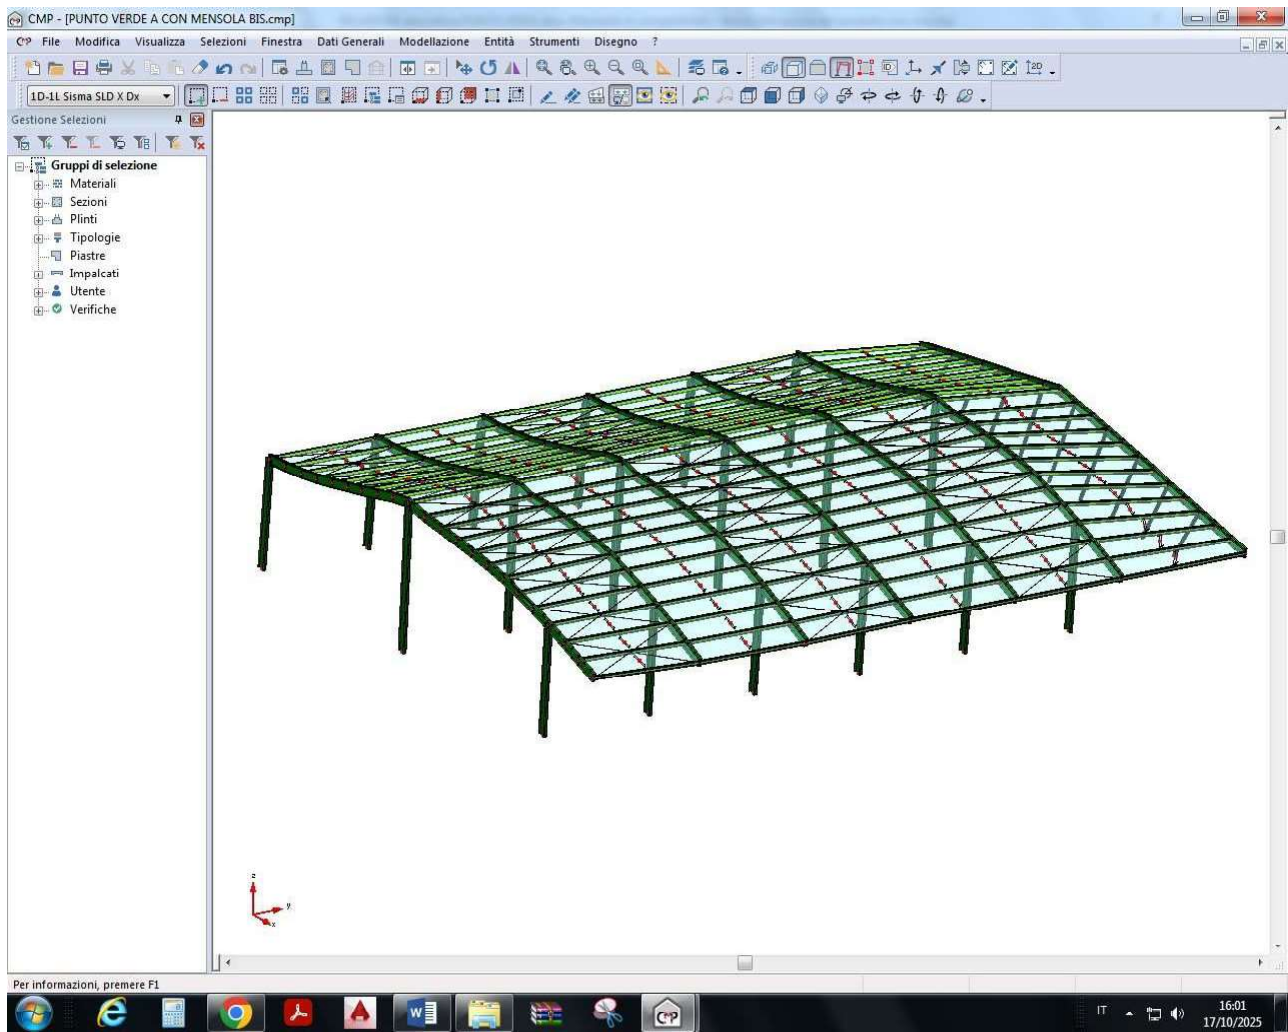 CMP - [PUNTO VERDE A CON MENSOLA BIS.cmp]
File Modifica Visualizza Selezioni Finestra Dati Generali Modellazione Entità Strumenti Disegno ?
1D-1L Sisma SLD X Dx
Gestione Selezioni
Gruppi di selezione
Materiali
Sezioni
Plinti
Tipologie
Piastre
Impalcati
Utente
Verifiche
z
y
x
Per informazioni, premere F1
IT
16:01
17/10/2025